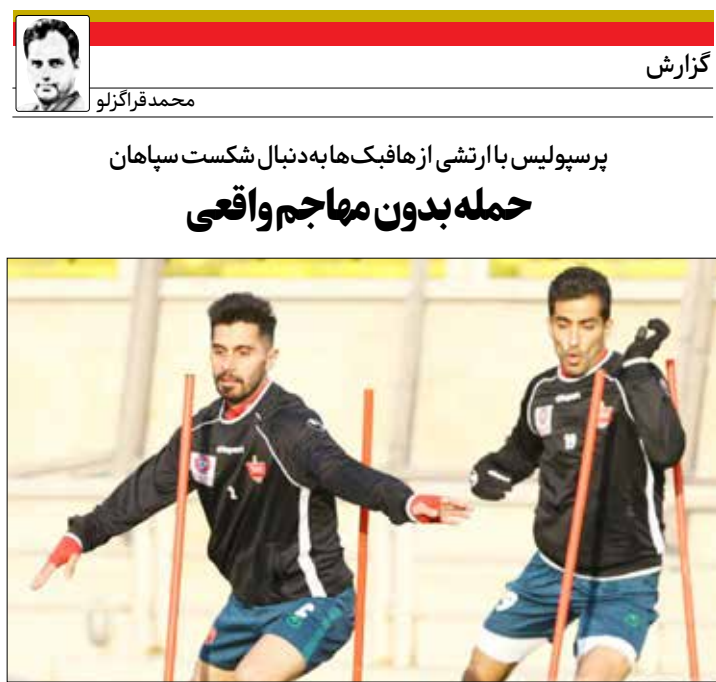 گزارش
محمد قراگزلو
پرسپولیس با ارتشی از هافبک‌ها به‌دنبال شکست سپاهان
حمله بدون مهاجم واقعی